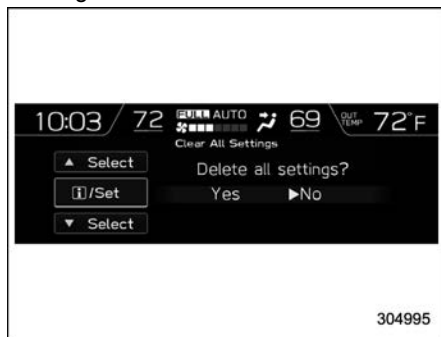 10:03 72 FULL AUTO 69 OUT TEMP 72°F
Clear All Settings
▲ Select
Delete all settings?
i/Set
Yes ▶No
▼ Select
304995